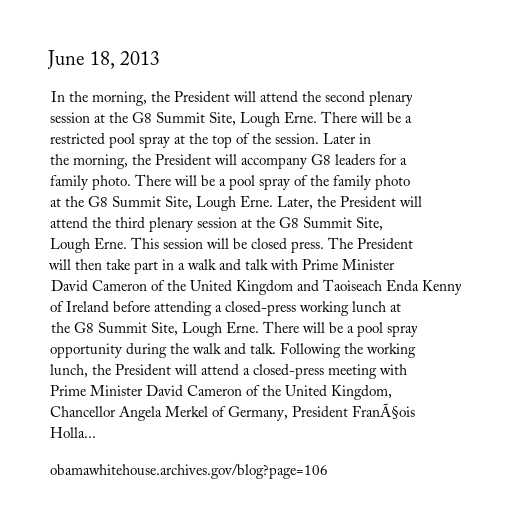 June 18, 2013
In the morning, the President will attend the second plenary
session at the G8 Summit Site, Lough Erne. There will be a
restricted pool spray at the top of the session. Later in
the morning, the President will accompany G8 leaders for a
family photo. There will be a pool spray of the family photo
at the G8 Summit Site, Lough Erne. Later, the President will
attend the third plenary session at the G8 Summit Site,
Lough Erne. This session will be closed press. The President
will then take part in a walk and talk with Prime Minister
David Cameron of the United Kingdom and Taoiseach Enda Kenny
of Ireland before attending a closed-press working lunch at
the G8 Summit Site, Lough Erne. There will be a pool spray
opportunity during the walk and talk. Following the working
lunch, the President will attend a closed-press meeting with
Prime Minister David Cameron of the United Kingdom,
Chancellor Angela Merkel of Germany, President FranÃ§ois
Holla...
obamawhitehouse.archives.gov/blog?page=106